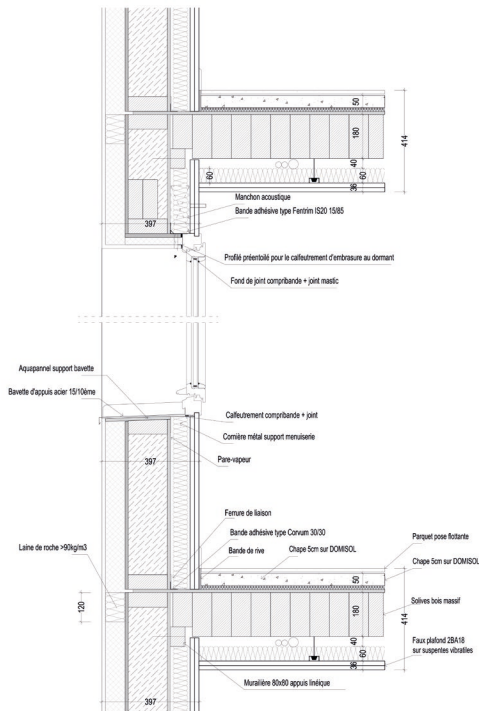 50
180
414
40
60
60
36
Manchon acoustique
Bande adhésive type Fentrim IS20 15/85
397
Profilé préentoilé pour le calfeutrement d'embrasure au dormant
Fond de joint compribande + joint mastic
Aquapannel support bavette
Bavette d'appuis acier 15/10ème
Calfeutrement compribande + joint
Cornière métal support menuiserie
397
Pare-vapeur
Ferrure de liaison
Bande adhésive type Corvum 30/30
Parquet pose flottante
Laine de roche >90kg/m3
Bande de rive
Chape 5cm sur DOMISOL
Chape 5cm sur DOMISOL
50
120
180
Solives bois massif
414
40
60
Faux plafond 2BA18
sur suspentes vibratiles
36
Murailière 80x80 appuis linéique
397